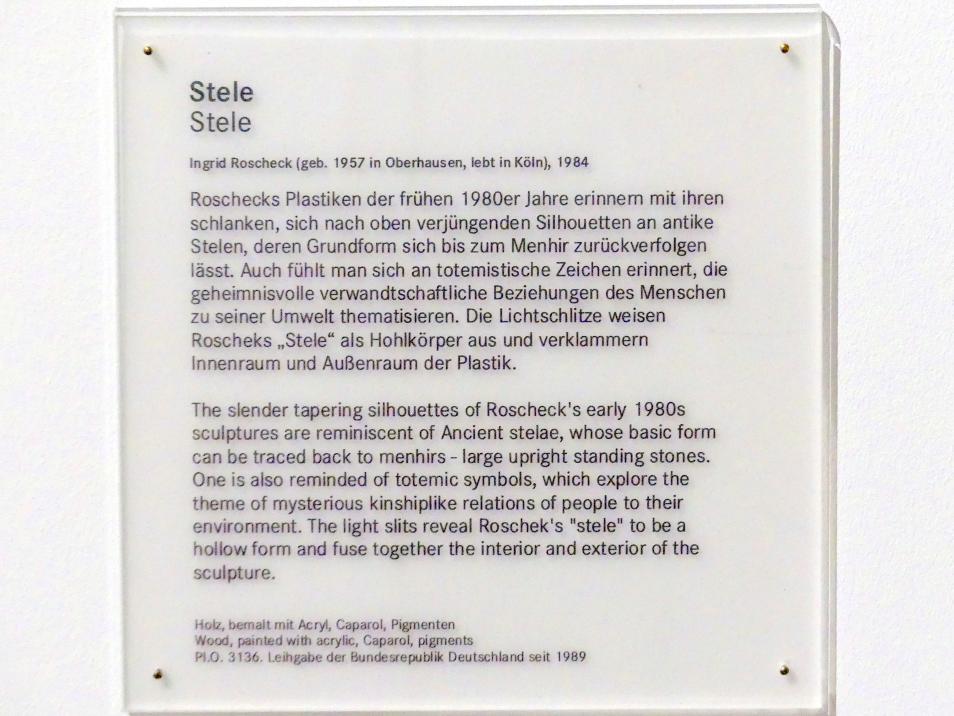 Stele
Stele
Ingrid Roscheck (geb. 1957 in Oberhausen, lebt in Köln), 1984
Roschecks Plastiken der frühen 1980er Jahre erinnern mit ihren
schlanken, sich nach oben verjüngenden Silhouetten an antike
Stelen, deren Grundform sich bis zum Menhir zurückverfolgen
lässt. Auch fühlt man sich an totemistische Zeichen erinnert, die
geheimnisvolle verwandtschaftliche Beziehungen des Menschen
zu seiner Umwelt thematisieren. Die Lichtschlitze weisen
Roscheks „Stele“ als Hohlkörper aus und verklammern
Innenraum und Außenraum der Plastik.
The slender tapering silhouettes of Roscheck's early 1980s
sculptures are reminiscent of Ancient stelae, whose basic form
can be traced back to menhirs - large upright standing stones.
One is also reminded of totemic symbols, which explore the
theme of mysterious kinshiplike relations of people to their
environment. The light slits reveal Roschek's "stele" to be a
hollow form and fuse together the interior and exterior of the
sculpture.
Holz, bemalt mit Acryl, Caparol, Pigmenten
Wood, painted with acrylic, Caparol, pigments
Pl.O. 3136. Leihgabe der Bundesrepublik Deutschland seit 1989